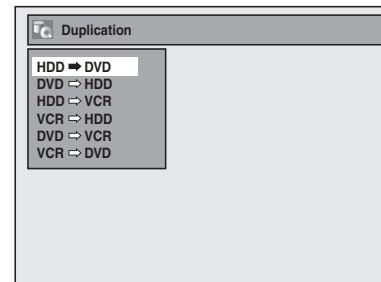 Duplication
HDD ➡ DVD
DVD ⇨ HDD
HDD ⇨ VCR
VCR ⇨ HDD
DVD ⇨ VCR
VCR ⇨ DVD